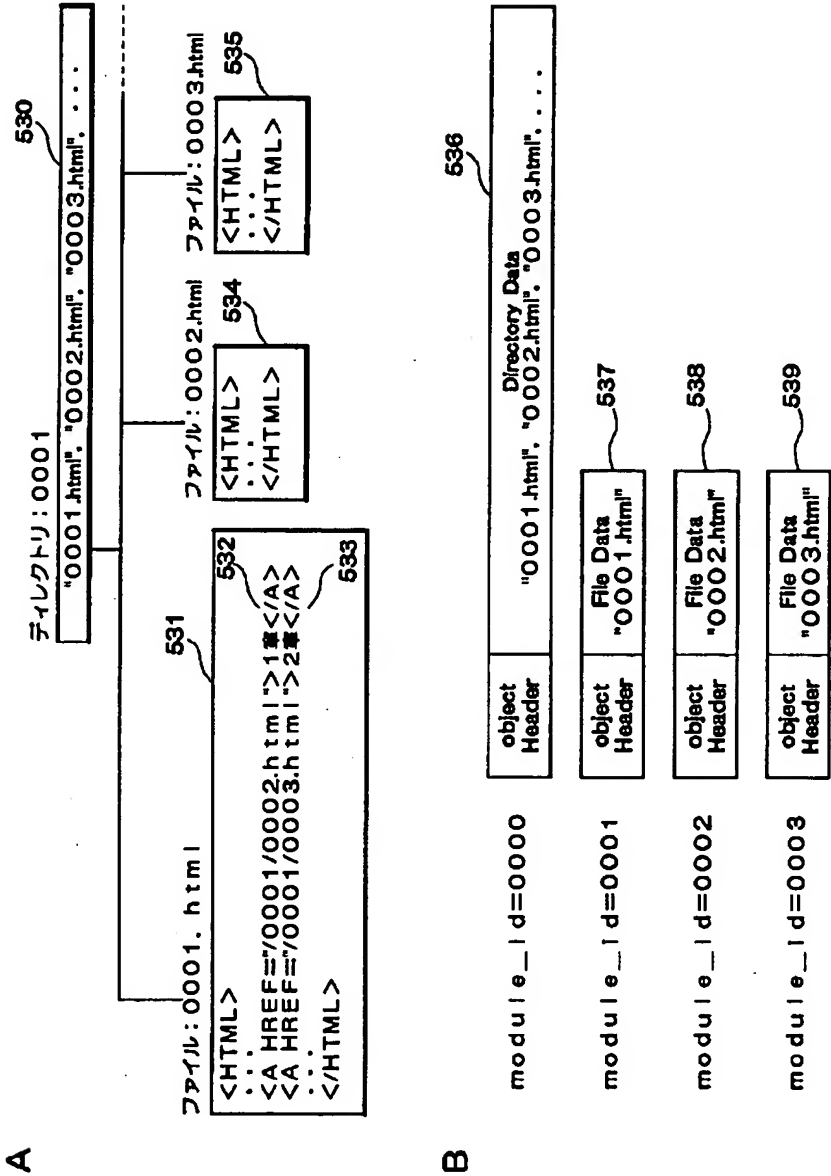 A
ディレクトリ:0001
530
"0001.html", "0002.html", "0003.html", ...
ファイル:0001.html
531
<HTML>
...
<A HREF="/0001/0002.html">1章</A>
532
<A HREF="/0001/0003.html">2章</A>
533
...
</HTML>
ファイル:0002.html
534
<HTML>
...
</HTML>
ファイル:0003.html
535
<HTML>
...
</HTML>
B
536
module_id=0000
object
Header
Directory Data
"0001.html", "0002.html", "0003.html", ....
module_id=0001
object
Header
File Data
"0001.html"
537
module_id=0002
object
Header
File Data
"0002.html"
538
module_id=0003
object
Header
File Data
"0003.html"
539